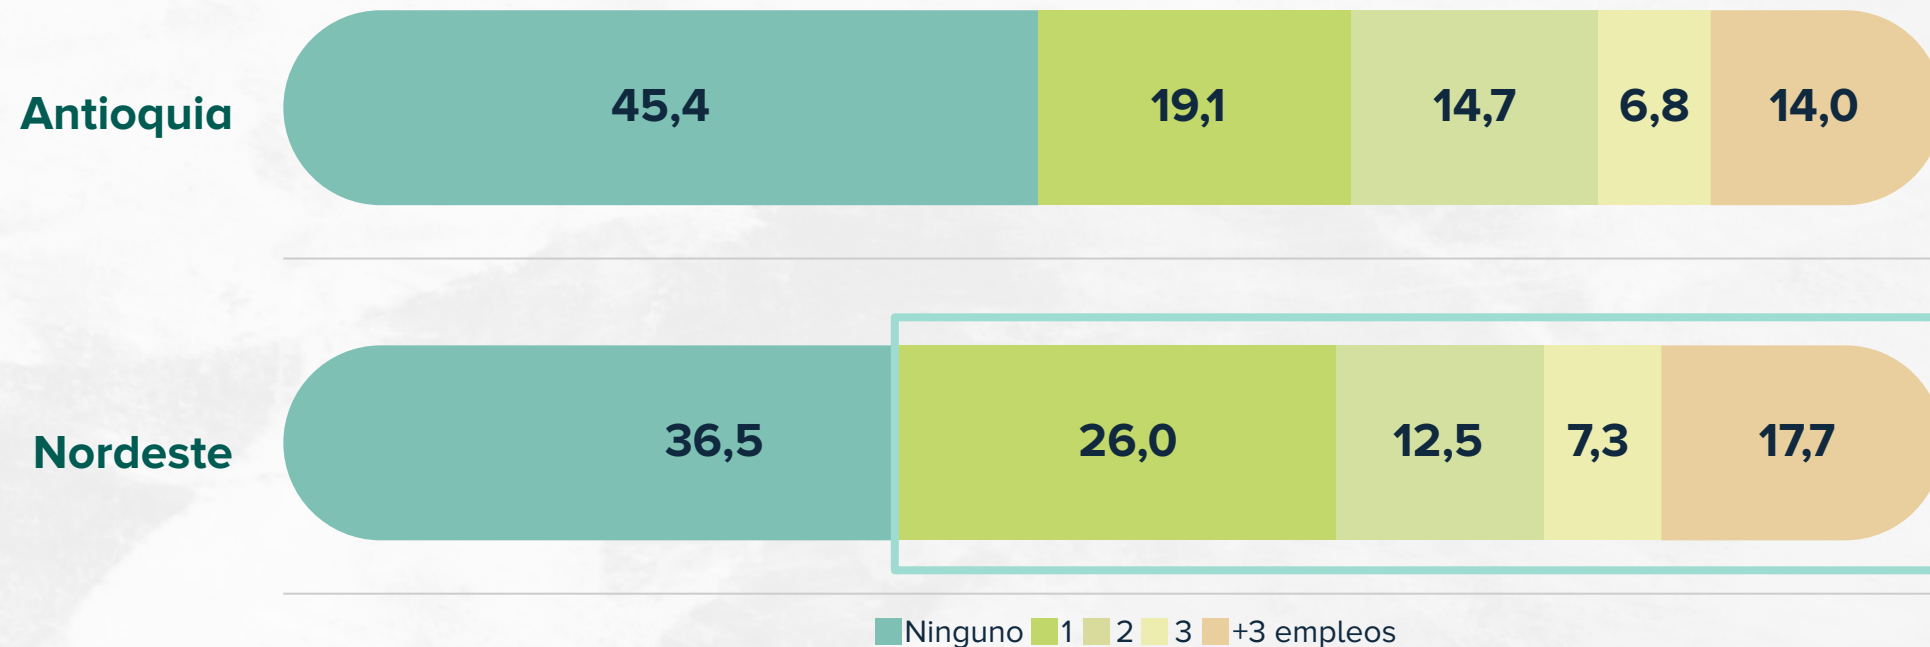 Antioquia 45,4 19,1 14,7 6,8 14,0
Nordeste 36,5 26,0 12,5 7,3 17,7
Ninguno 1 2 3 +3 empleos